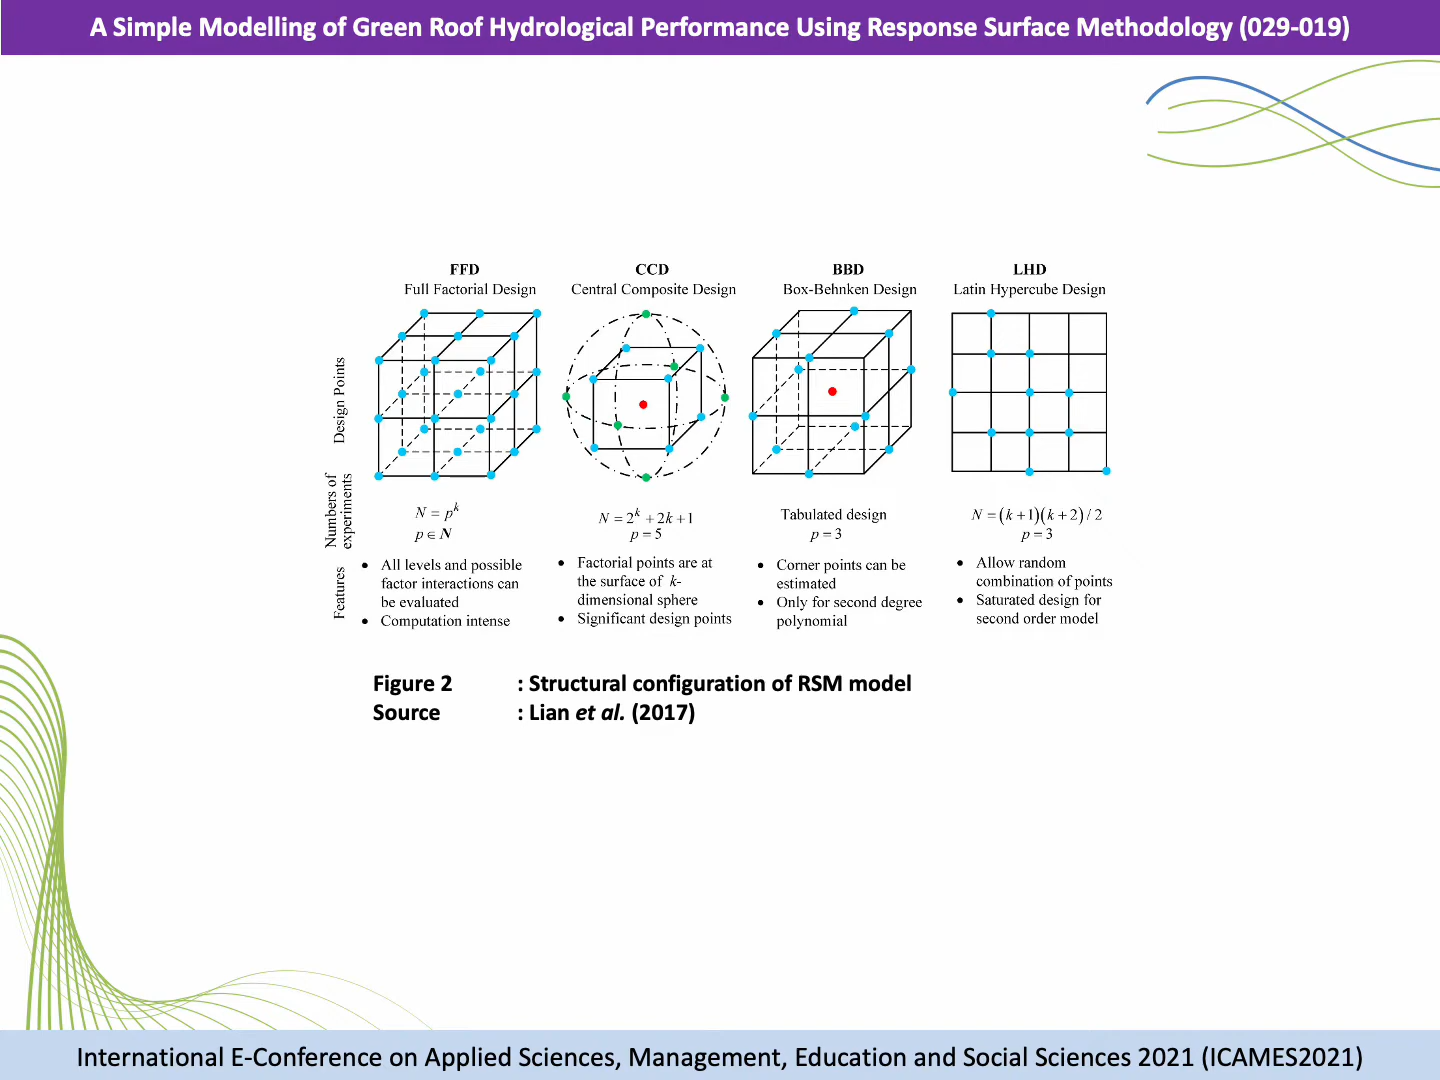 A Simple Modelling of Green Roof Hydrological Performance Using Response Surface Methodology (029-019)
FFD
Full Factorial Design
CCD
Central Composite Design
BBD
Box-Behnken Design
LHD
Latin Hypercube Design
Design Points
Numbers of
experiments
N = p^k
p ∈ N
N = 2^k + 2k + 1
p = 5
Tabulated design
p = 3
N = (k+1)(k+2)/2
p = 3
Features
• All levels and possible
factor interactions can
be evaluated
• Computation intense
• Factorial points are at
the surface of k-
dimensional sphere
• Significant design points
• Corner points can be
estimated
• Only for second degree
polynomial
• Allow random
combination of points
• Saturated design for
second order model
Figure 2 : Structural configuration of RSM model
Source : Lian et al. (2017)
International E-Conference on Applied Sciences, Management, Education and Social Sciences 2021 (ICAMES2021)